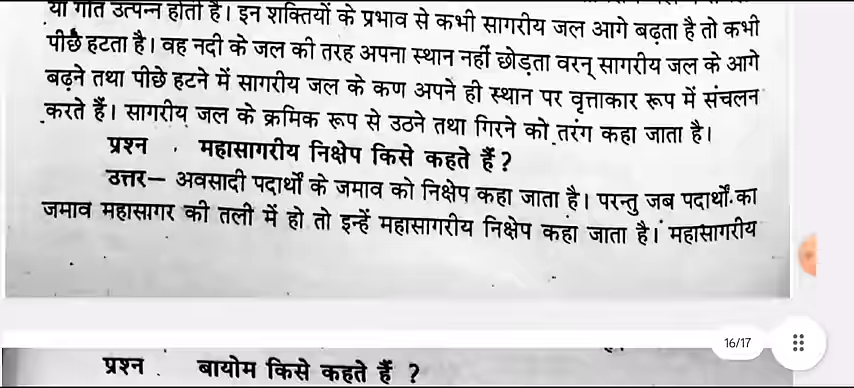 या गति उत्पन्न होती है। इन शक्तियों के प्रभाव से कभी सागरीय जल आगे बढ़ता है तो कभी
पीछे हटता है। वह नदी के जल की तरह अपना स्थान नहीं छोड़ता वरन् सागरीय जल के आगे
बढ़ने तथा पीछे हटने में सागरीय जल के कण अपने ही स्थान पर वृत्ताकार रूप में संचलन
करते हैं। सागरीय जल के क्रमिक रूप से उठने तथा गिरने को तरंग कहा जाता है।
प्रश्न . महासागरीय निक्षेप किसे कहते हैं ?
उत्तर— अवसादी पदार्थों के जमाव को निक्षेप कहा जाता है। परन्तु जब पदार्थों का
जमाव महासागर की तली में हो तो इन्हें महासागरीय निक्षेप कहा जाता है। महासागरीय
16/17
प्रश्न . बायोम किसे कहते हैं ?